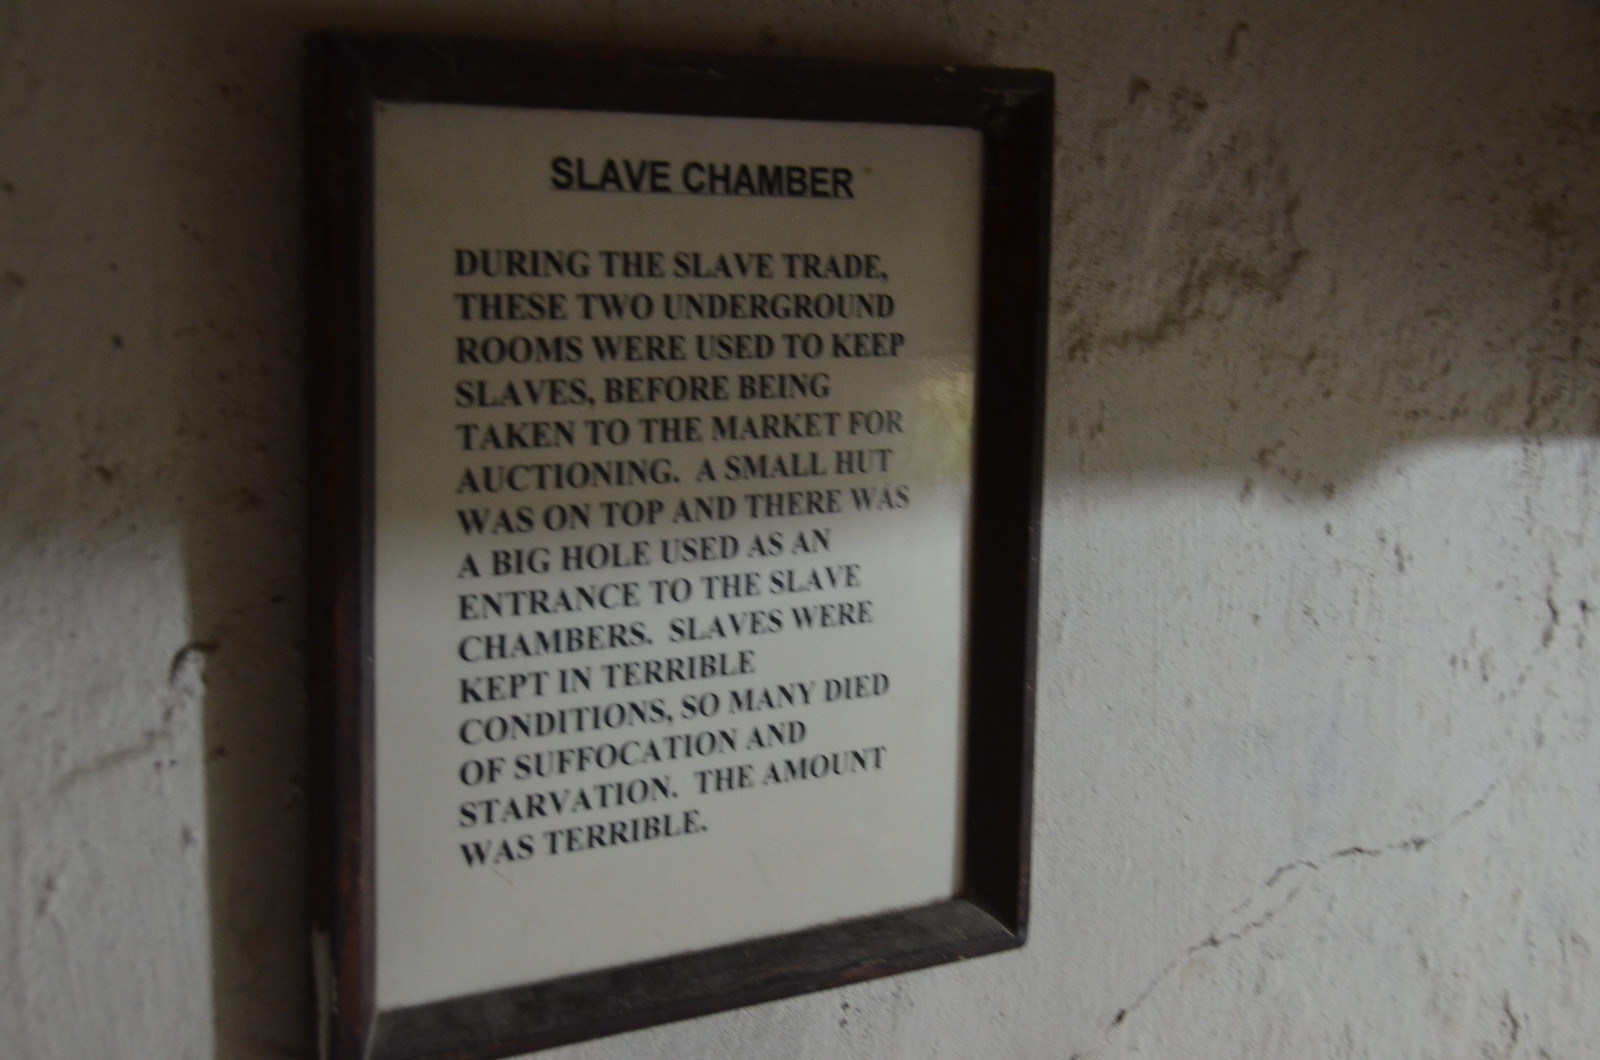 SLAVE CHAMBER
DURING THE SLAVE TRADE,
THESE TWO UNDERGROUND
ROOMS WERE USED TO KEEP
SLAVES, BEFORE BEING
TAKEN TO THE MARKET FOR
AUCTIONING. A SMALL HUT
WAS ON TOP AND THERE WAS
A BIG HOLE USED AS AN
ENTRANCE TO THE SLAVE
CHAMBERS. SLAVES WERE
KEPT IN TERRIBLE
CONDITIONS, SO MANY DIED
OF SUFFOCATION AND
STARVATION. THE AMOUNT
WAS TERRIBLE.